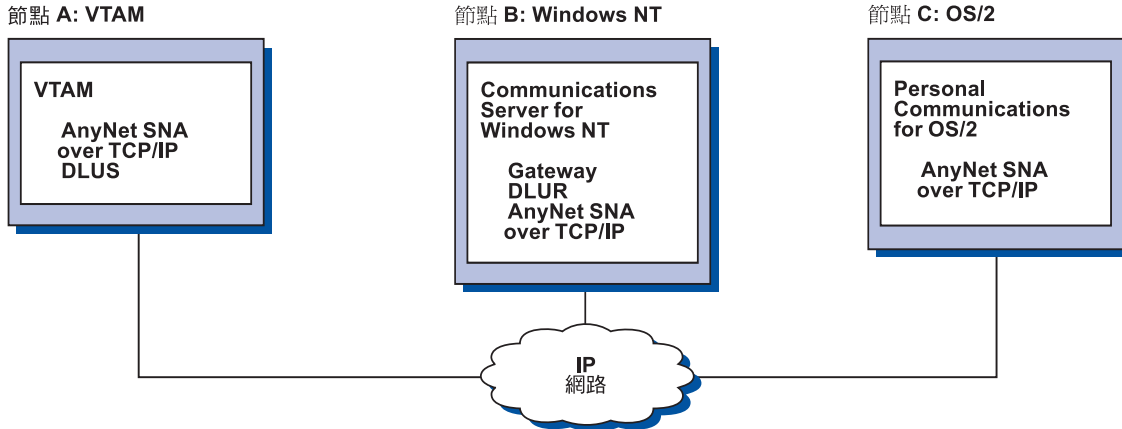 節點 A: VTAM
VTAM
AnyNet SNA
over TCP/IP
DLUS
節點 B: Windows NT
Communications
Server for
Windows NT
Gateway
DLUR
AnyNet SNA
over TCP/IP
節點 C: OS/2
Personal
Communications
for OS/2
AnyNet SNA
over TCP/IP
IP
網路